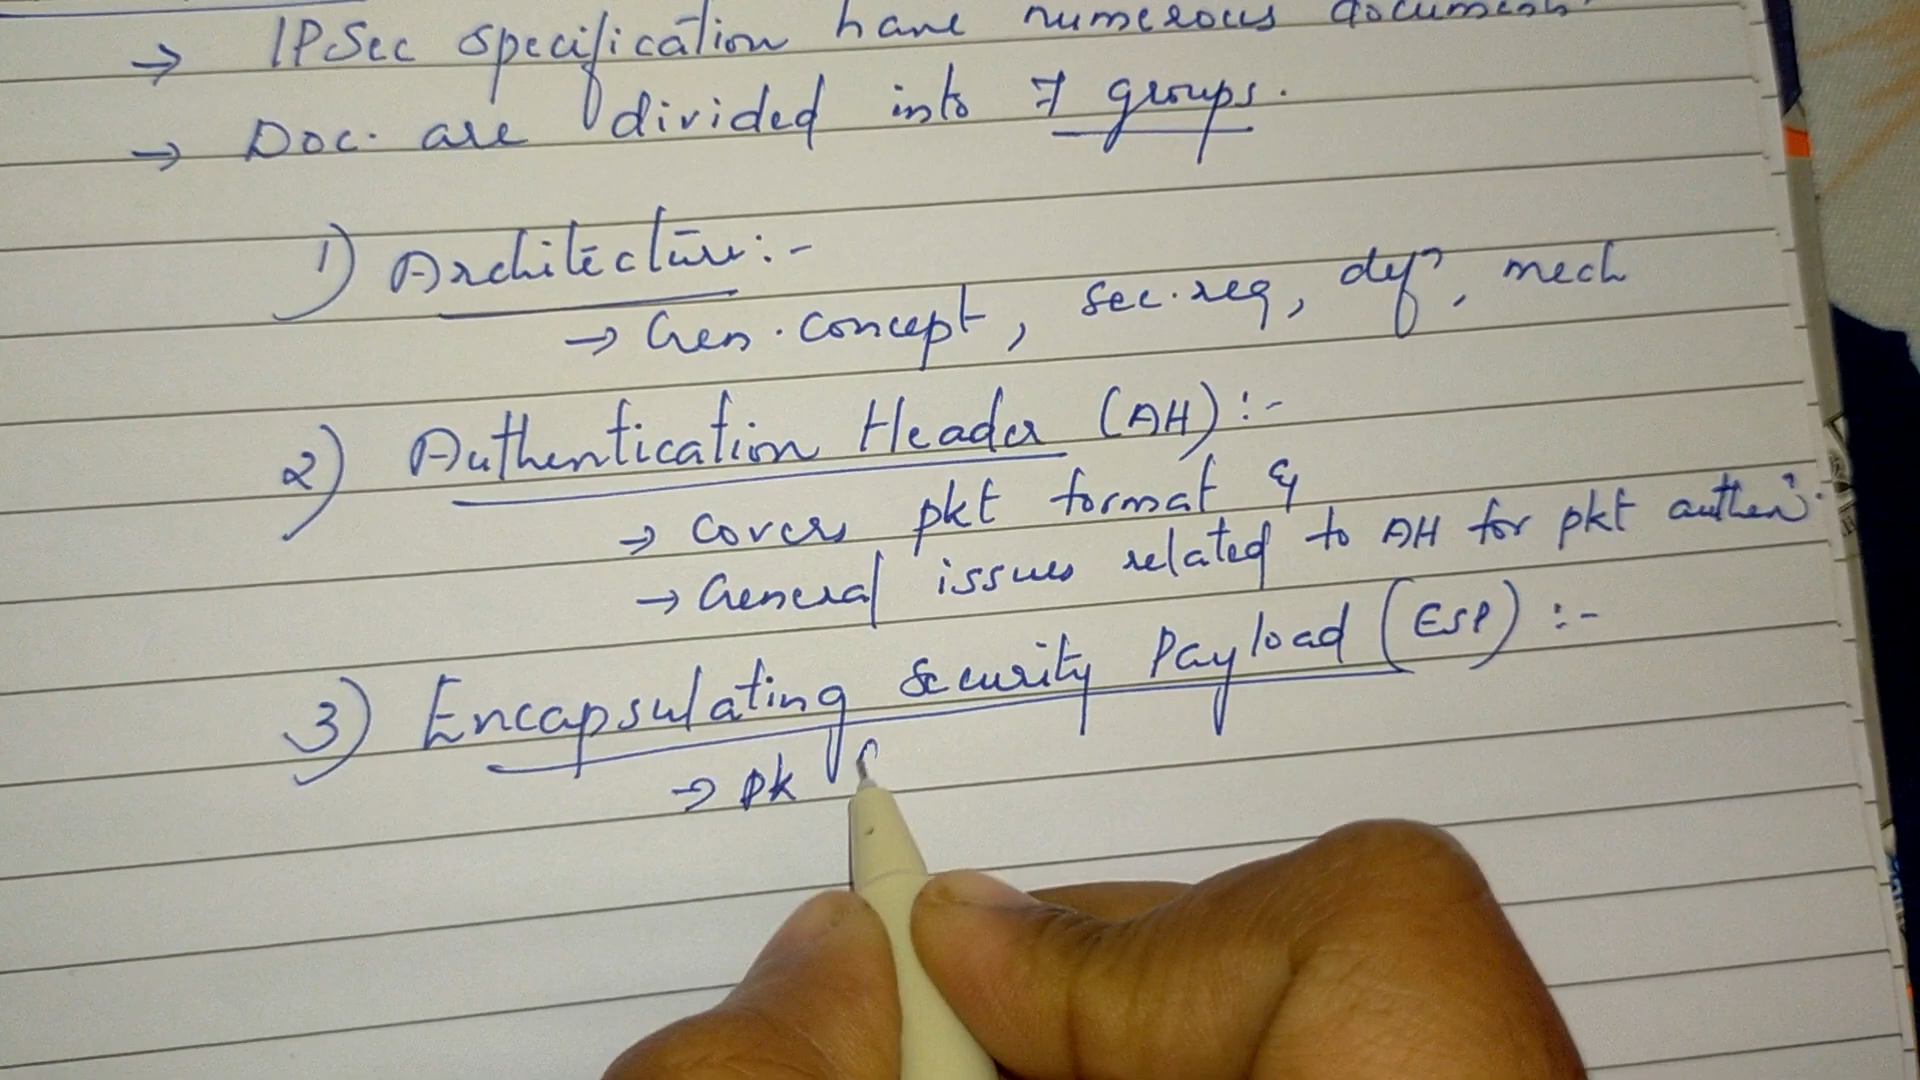 → IPSec specification have numerous documents.
→ Doc. are divided into 7 groups.
1) Architecture:-
→ Gen. concept, sec. req, defn, mech
2) Authentication Header (AH):-
→ covers pkt format &
→ General issues related to AH for pkt authen.
3) Encapsulating Security Payload (ESP) :-
→ pk